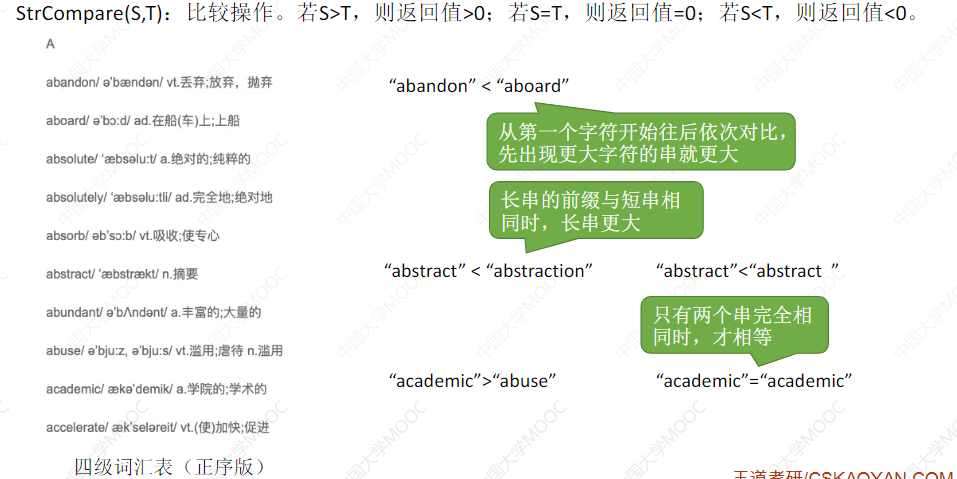 StrCompare(S,T)：比较操作。若S>T，则返回值>0；若S=T，则返回值=0；若S<T，则返回值<0。
A
abandon/ ə'bændən/ vt.丢弃;放弃，抛弃
aboard/ ə'bɔ:d/ ad.在船(车)上;上船
absolute/ 'æbsəlu:t/ a.绝对的;纯粹的
absolutely/ 'æbsəlu:tli/ ad.完全地;绝对地
absorb/ əb'sɔ:b/ vt.吸收;使专心
abstract/ 'æbstrækt/ n.摘要
abundant/ ə'bΛndənt/ a.丰富的;大量的
abuse/ ə'bju:z, ə'bju:s/ vt.滥用;虐待 n.滥用
academic/ ækə'demik/ a.学院的;学术的
accelerate/ æk'seləreit/ vt.(使)加快;促进
四级词汇表（正序版）
“abandon” < “aboard”
从第一个字符开始往后依次对比，
先出现更大字符的串就更大
长串的前缀与短串相
同时，长串更大
“abstract” < “abstraction”
“abstract”<“abstract  ”
只有两个串完全相
同时，才相等
“academic”>“abuse”
“academic”=“academic”
王道考研/CSKAOYAN.COM
中国大学MOOC